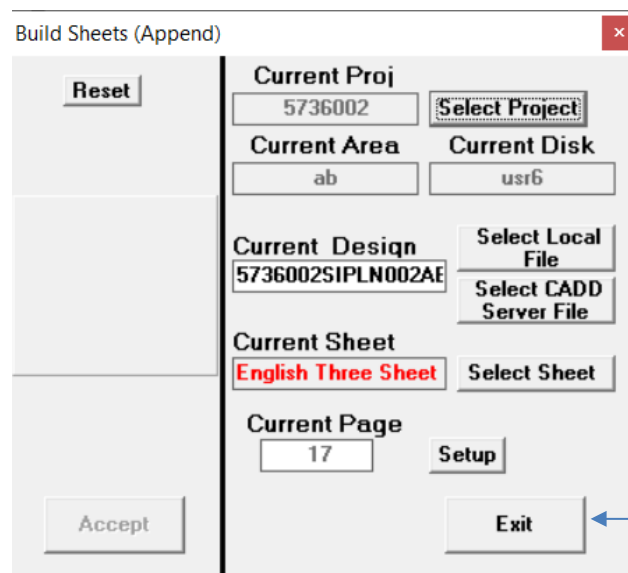 Build Sheets (Append)
×
Reset
Current Proj
5736002
Select Project
Current Area
Current Disk
ab
usr6
Current Design
Select Local
File
5736002SIPLN002AE
Select CADD
Server File
Current Sheet
English Three Sheet
Select Sheet
Current Page
17
Setup
Accept
Exit